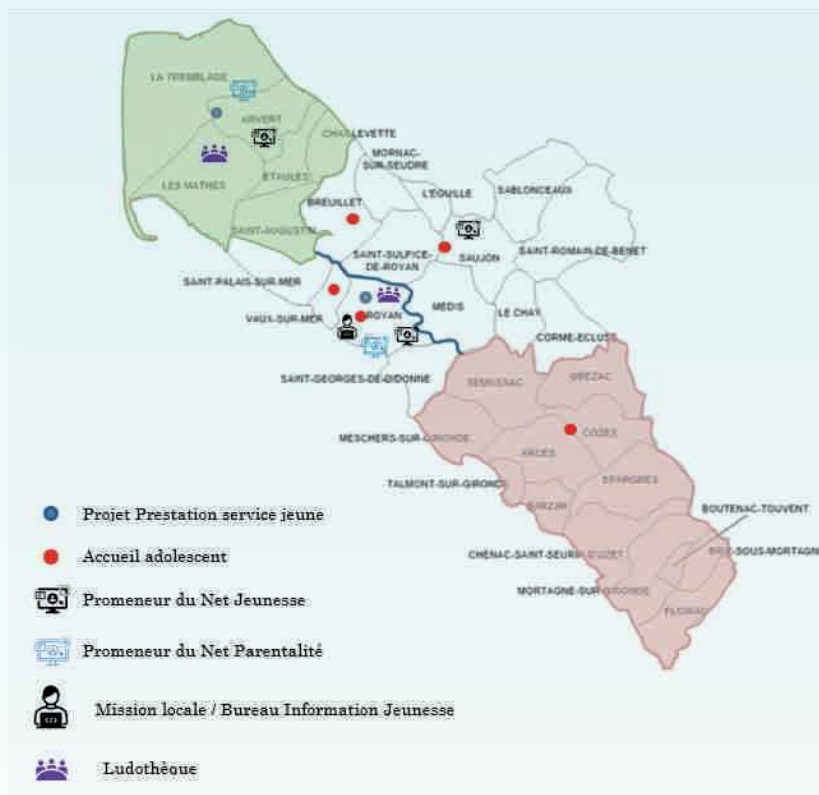 LA TREMBLADE
ARVERT
CHAILLEVETTE
MORNAC-
SUR-SEUDRE
LES MATHES
ETAULES
BREUILLET
L'EGUILLE
SABLONCEAUX
SAINT-AUGUSTIN
SAINT-SULPICE-
DE-ROYAN
SAUJON
SAINT-ROMAIN-DE-BENET
SAINT-PALAIS-SUR-MER
VAUX-SUR-MER
ROYAN
MEDIS
LE CHAY
CORME-ECLUSE
SAINT-GEORGES-DE-DIDONNE
SEMUSSAC
GREZAC
MESCHERS-SUR-GIRONDE
COZES
ARCES
TALMONT-SUR-GIRONDE
EPARGNES
BARZAN
BOUTENAC-TOUVENT
CHENAC-SAINT-SEURIN-D'UZET
BRIE-SOUS-MORTAGNE
MORTAGNE-SUR-GIRONDE
FLOIRAC
Projet Prestation service jeune
Accueil adolescent
Promeneur du Net Jeunesse
Promeneur du Net Parentalité
Mission locale / Bureau Information Jeunesse
Ludothèque